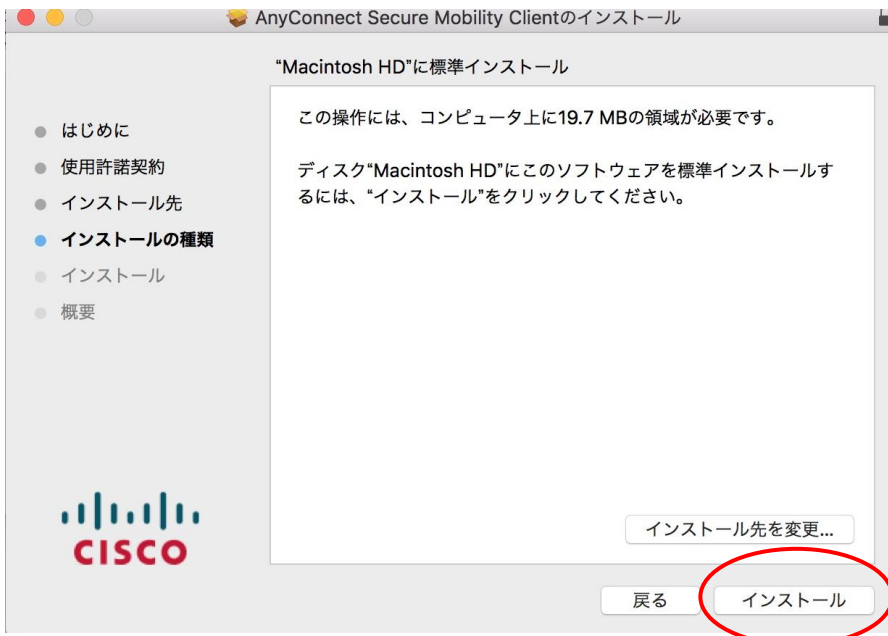 AnyConnect Secure Mobility Clientのインストール
“Macintosh HD”に標準インストール
はじめに
使用許諾契約
インストール先
インストールの種類
インストール
概要
この操作には、コンピュータ上に19.7 MBの領域が必要です。
ディスク“Macintosh HD”にこのソフトウェアを標準インストールす
るには、“インストール”をクリックしてください。
CISCO
インストール先を変更...
戻る
インストール